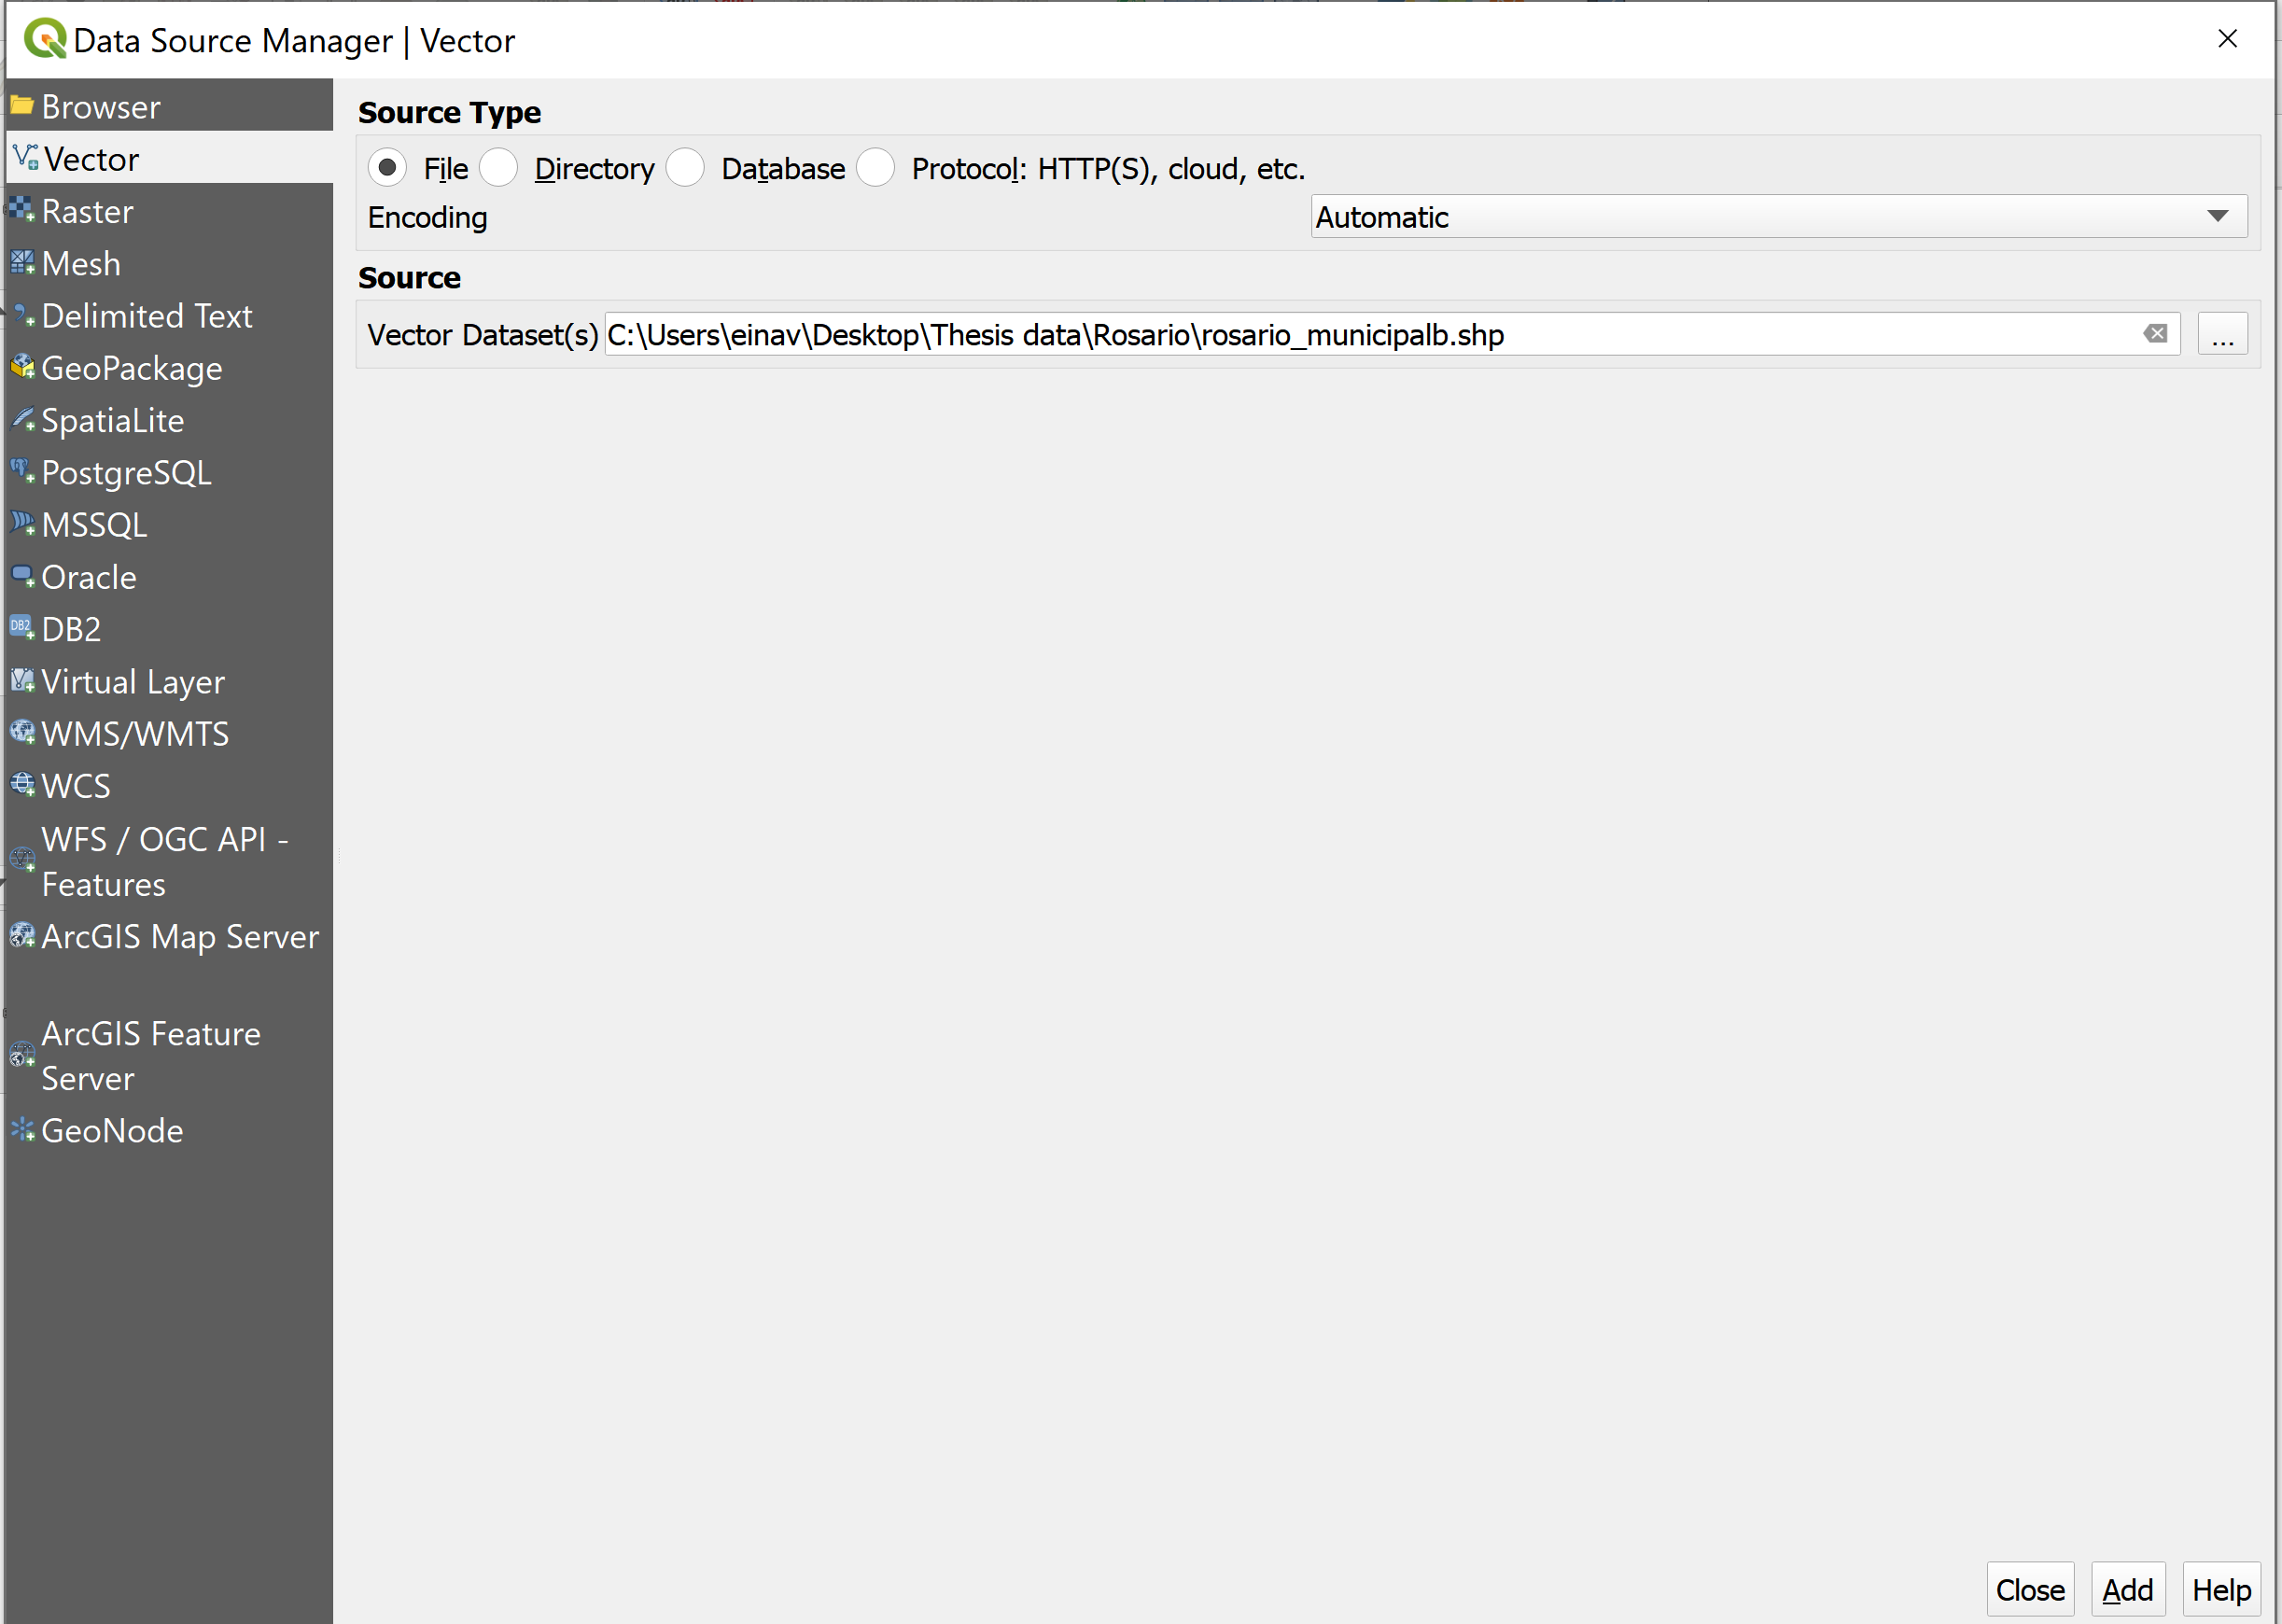 Data Source Manager | Vector
Browser
Vector
Raster
Mesh
Delimited Text
GeoPackage
SpatiaLite
PostgreSQL
MSSQL
Oracle
DB2
Virtual Layer
WMS/WMTS
WCS
WFS / OGC API -
Features
ArcGIS Map Server
ArcGIS Feature
Server
GeoNode
Source Type
File Directory Database Protocol: HTTP(S), cloud, etc.
Encoding Automatic
Source
Vector Dataset(s) C:\Users\einav\Desktop\Thesis data\Rosario\rosario_municipalb.shp ...
Close Add Help